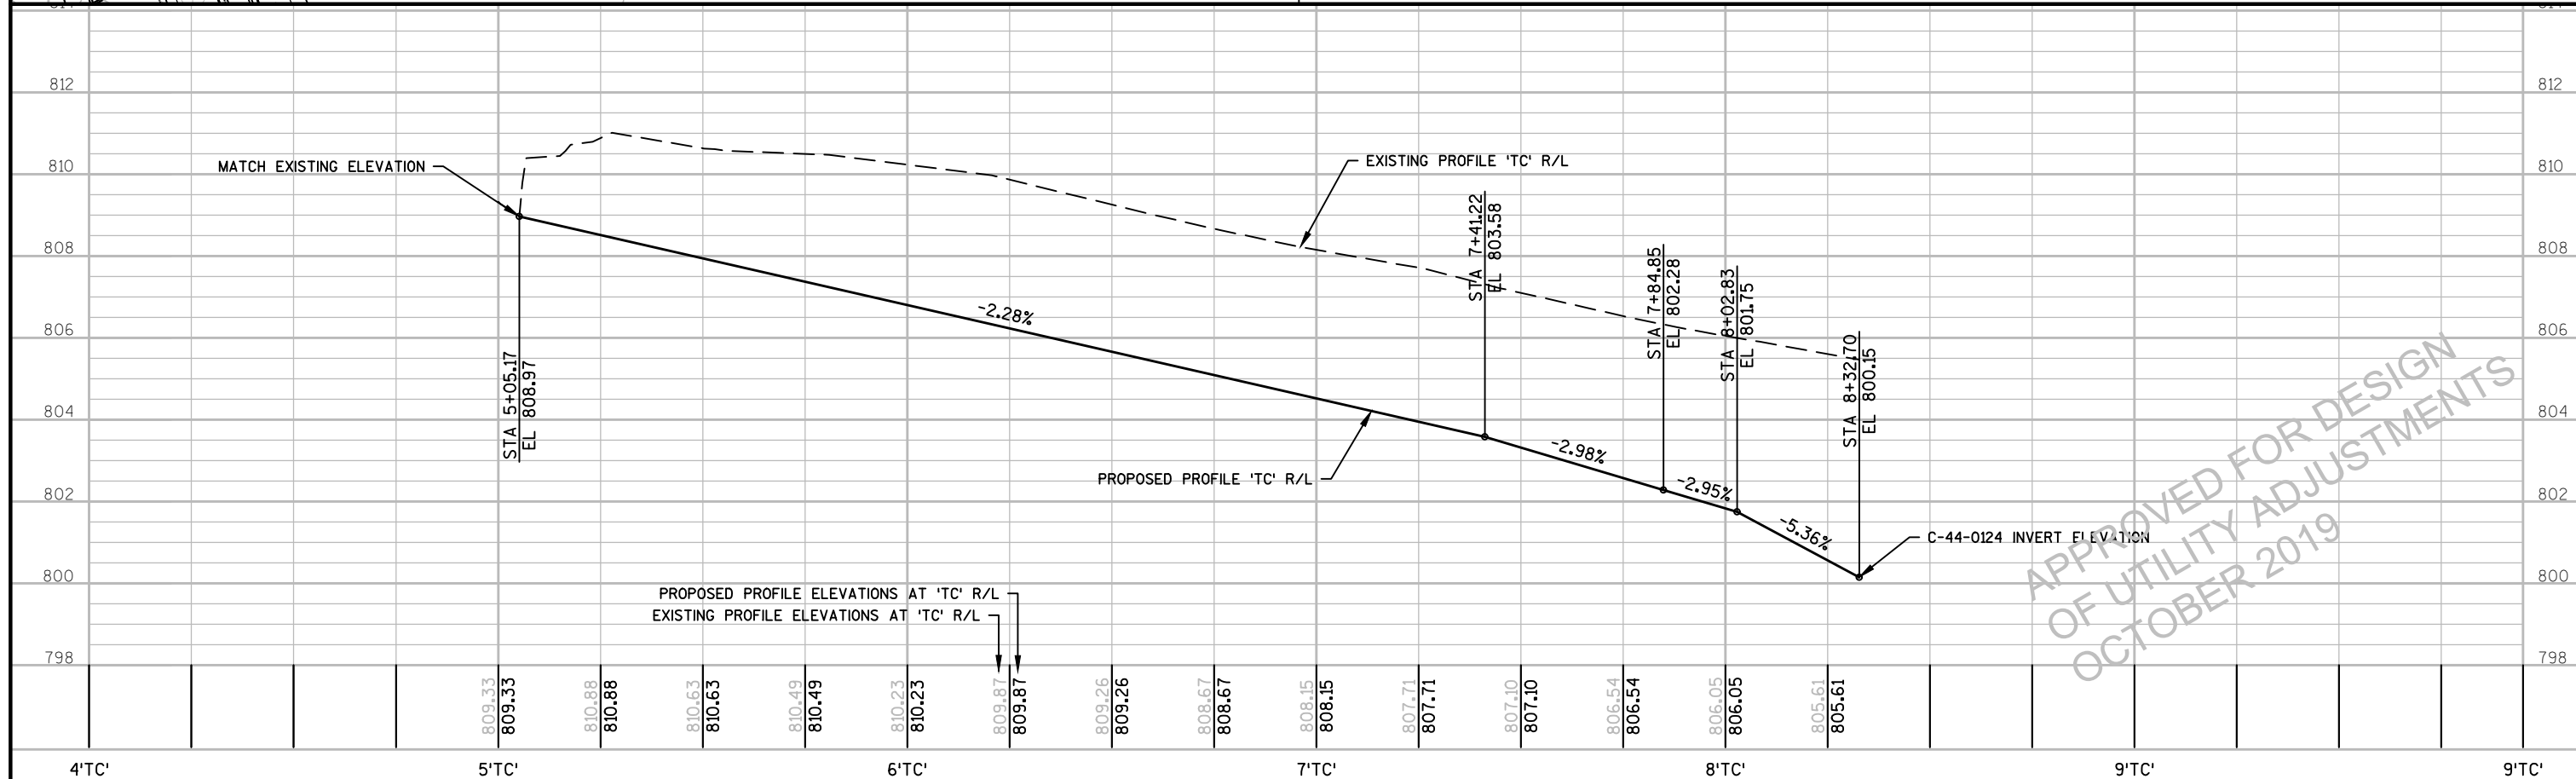 812 812
MATCH EXISTING ELEVATION
EXISTING PROFILE 'TC' R/L
810 810
STA 7+41.22
EL 803.58
808 808
STA 7+84.85
EL 802.28
STA 8+02.83
EL 801.75
-2.28%
806 806
STA 5+05.17
EL 808.97
STA 8+32.70
EL 800.15
804 804
-2.98%
PROPOSED PROFILE 'TC' R/L
-2.95%
802 802
-5.36%
C-44-0124 INVERT ELEVATION
APPROVED FOR DESIGN
OF UTILITY ADJUSTMENTS
OCTOBER 2019
800 800
PROPOSED PROFILE ELEVATIONS AT 'TC' R/L
EXISTING PROFILE ELEVATIONS AT 'TC' R/L
798 798
809.33
809.33
810.88
810.88
810.63
810.63
810.49
810.49
810.23
810.23
809.87
809.87
809.26
809.26
808.67
808.67
808.15
808.15
807.71
807.71
807.10
807.10
806.54
806.54
806.05
806.05
805.61
805.61
4'TC' 5'TC' 6'TC' 7'TC' 8'TC' 9'TC' 9'TC'